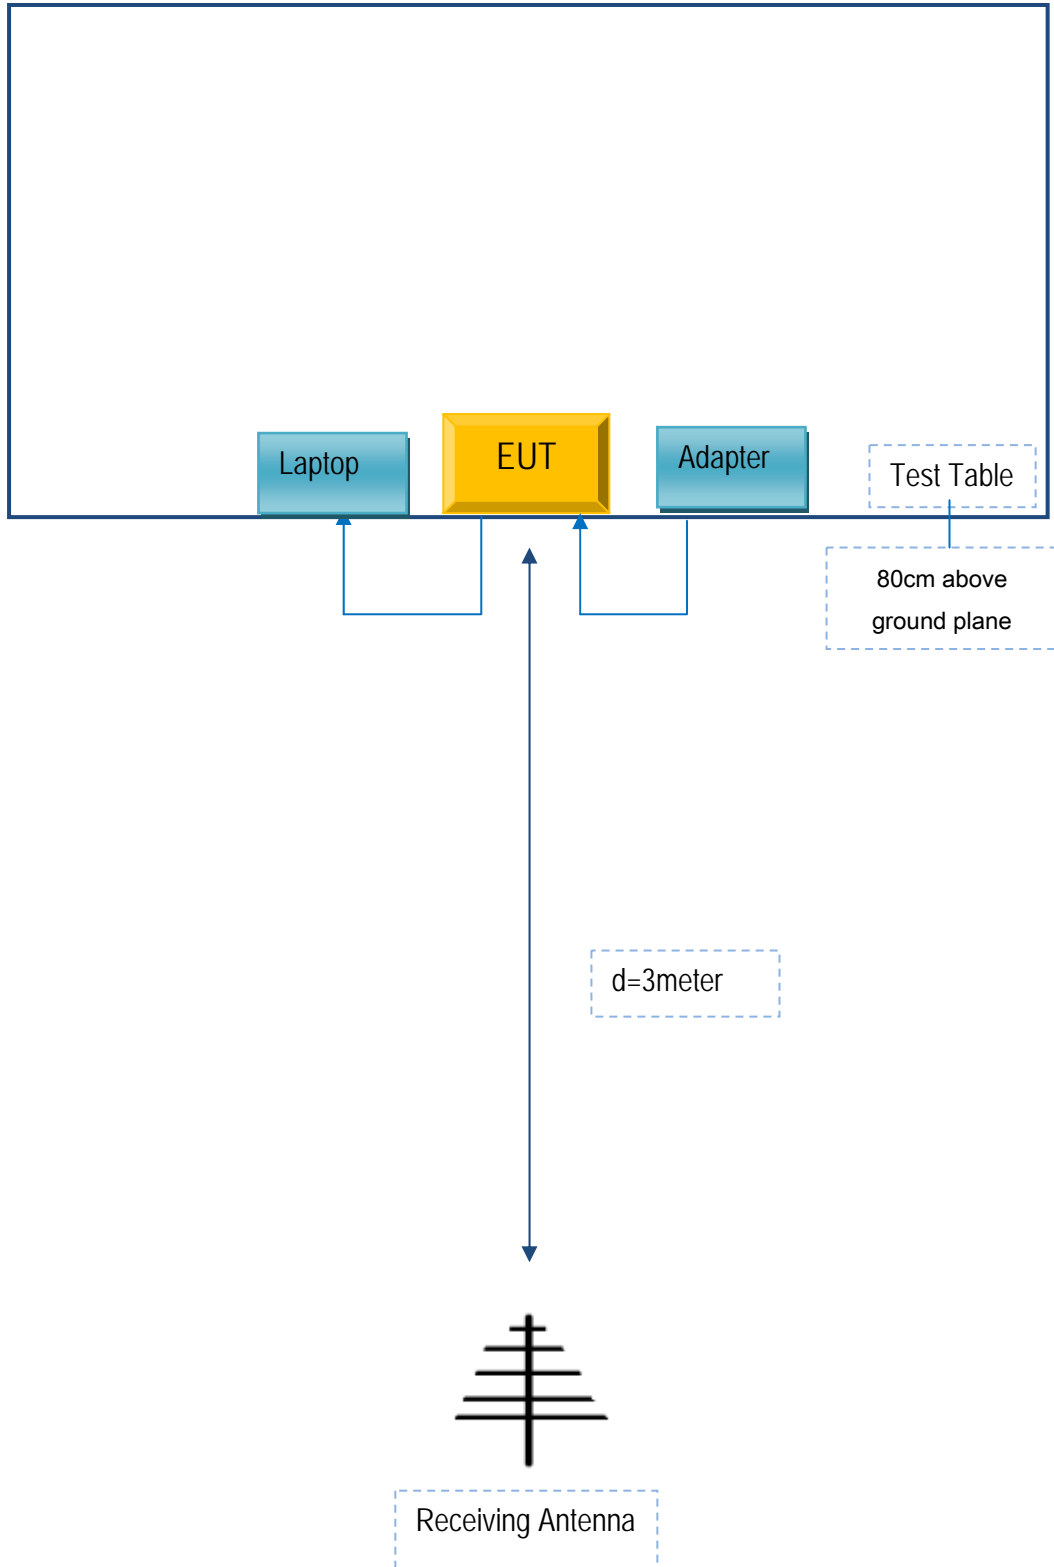 Laptop
EUT
Adapter
Test Table
80cm above
ground plane
d=3meter
Receiving Antenna